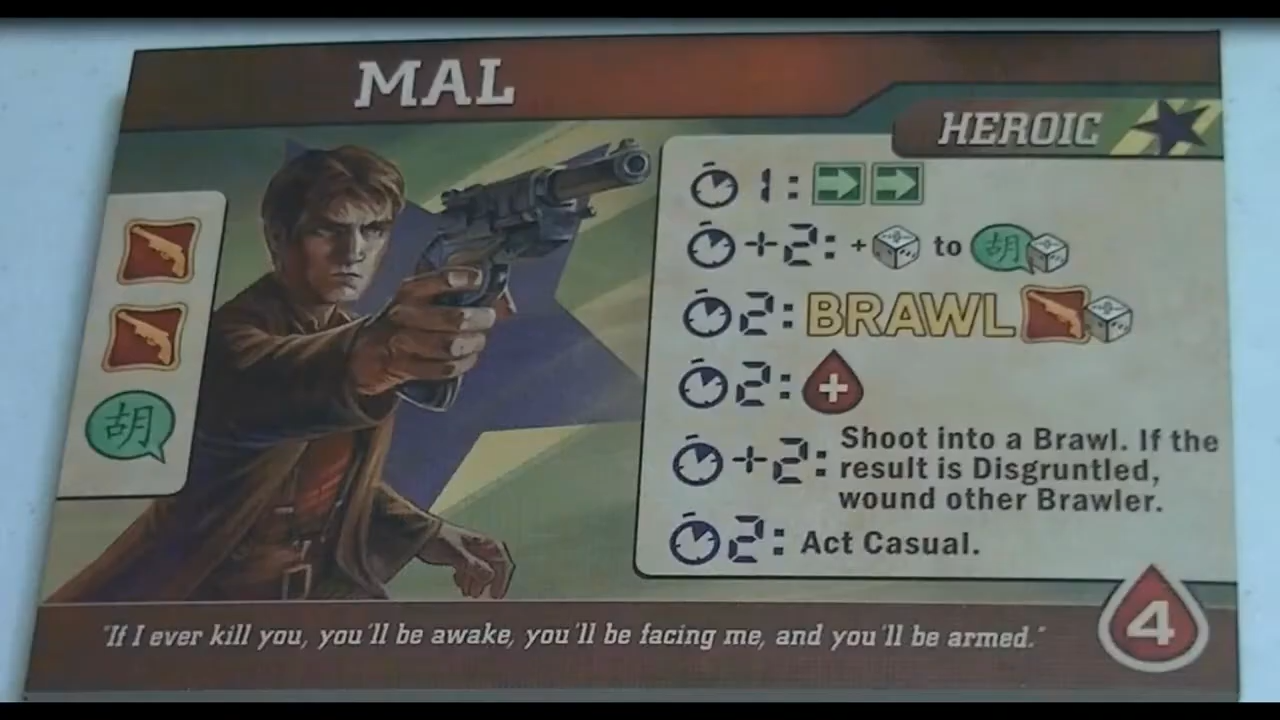 MAL
HEROIC
1:
+2: + to 胡
2: BRAWL
2: +
+2: Shoot into a Brawl. If the
result is Disgruntled,
wound other Brawler.
2: Act Casual.
胡
"If I ever kill you, you'll be awake, you'll be facing me, and you'll be armed."
4